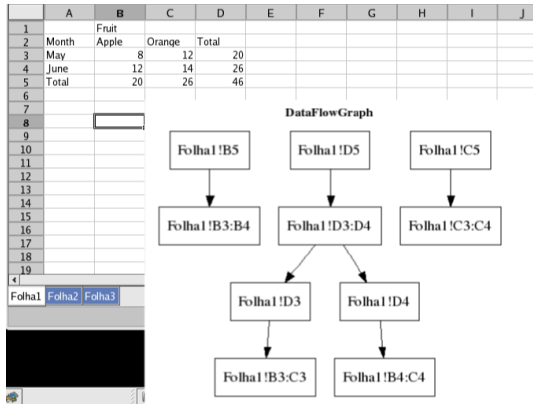 A B C D E F G H I J
1 Fruit
2 Month Apple Orange Total
3 May 8 12 20
4 June 12 14 26
5 Total 20 26 46
6
7
8
9
10
11
12
13
14
15
16
17
18
19
DataFlowGraph
Folha1!B5 Folha1!D5 Folha1!C5
Folha1!B3:B4 Folha1!D3:D4 Folha1!C3:C4
Folha1!D3 Folha1!D4
Folha1!B3:C3 Folha1!B4:C4
Folha1 Folha2 Folha3